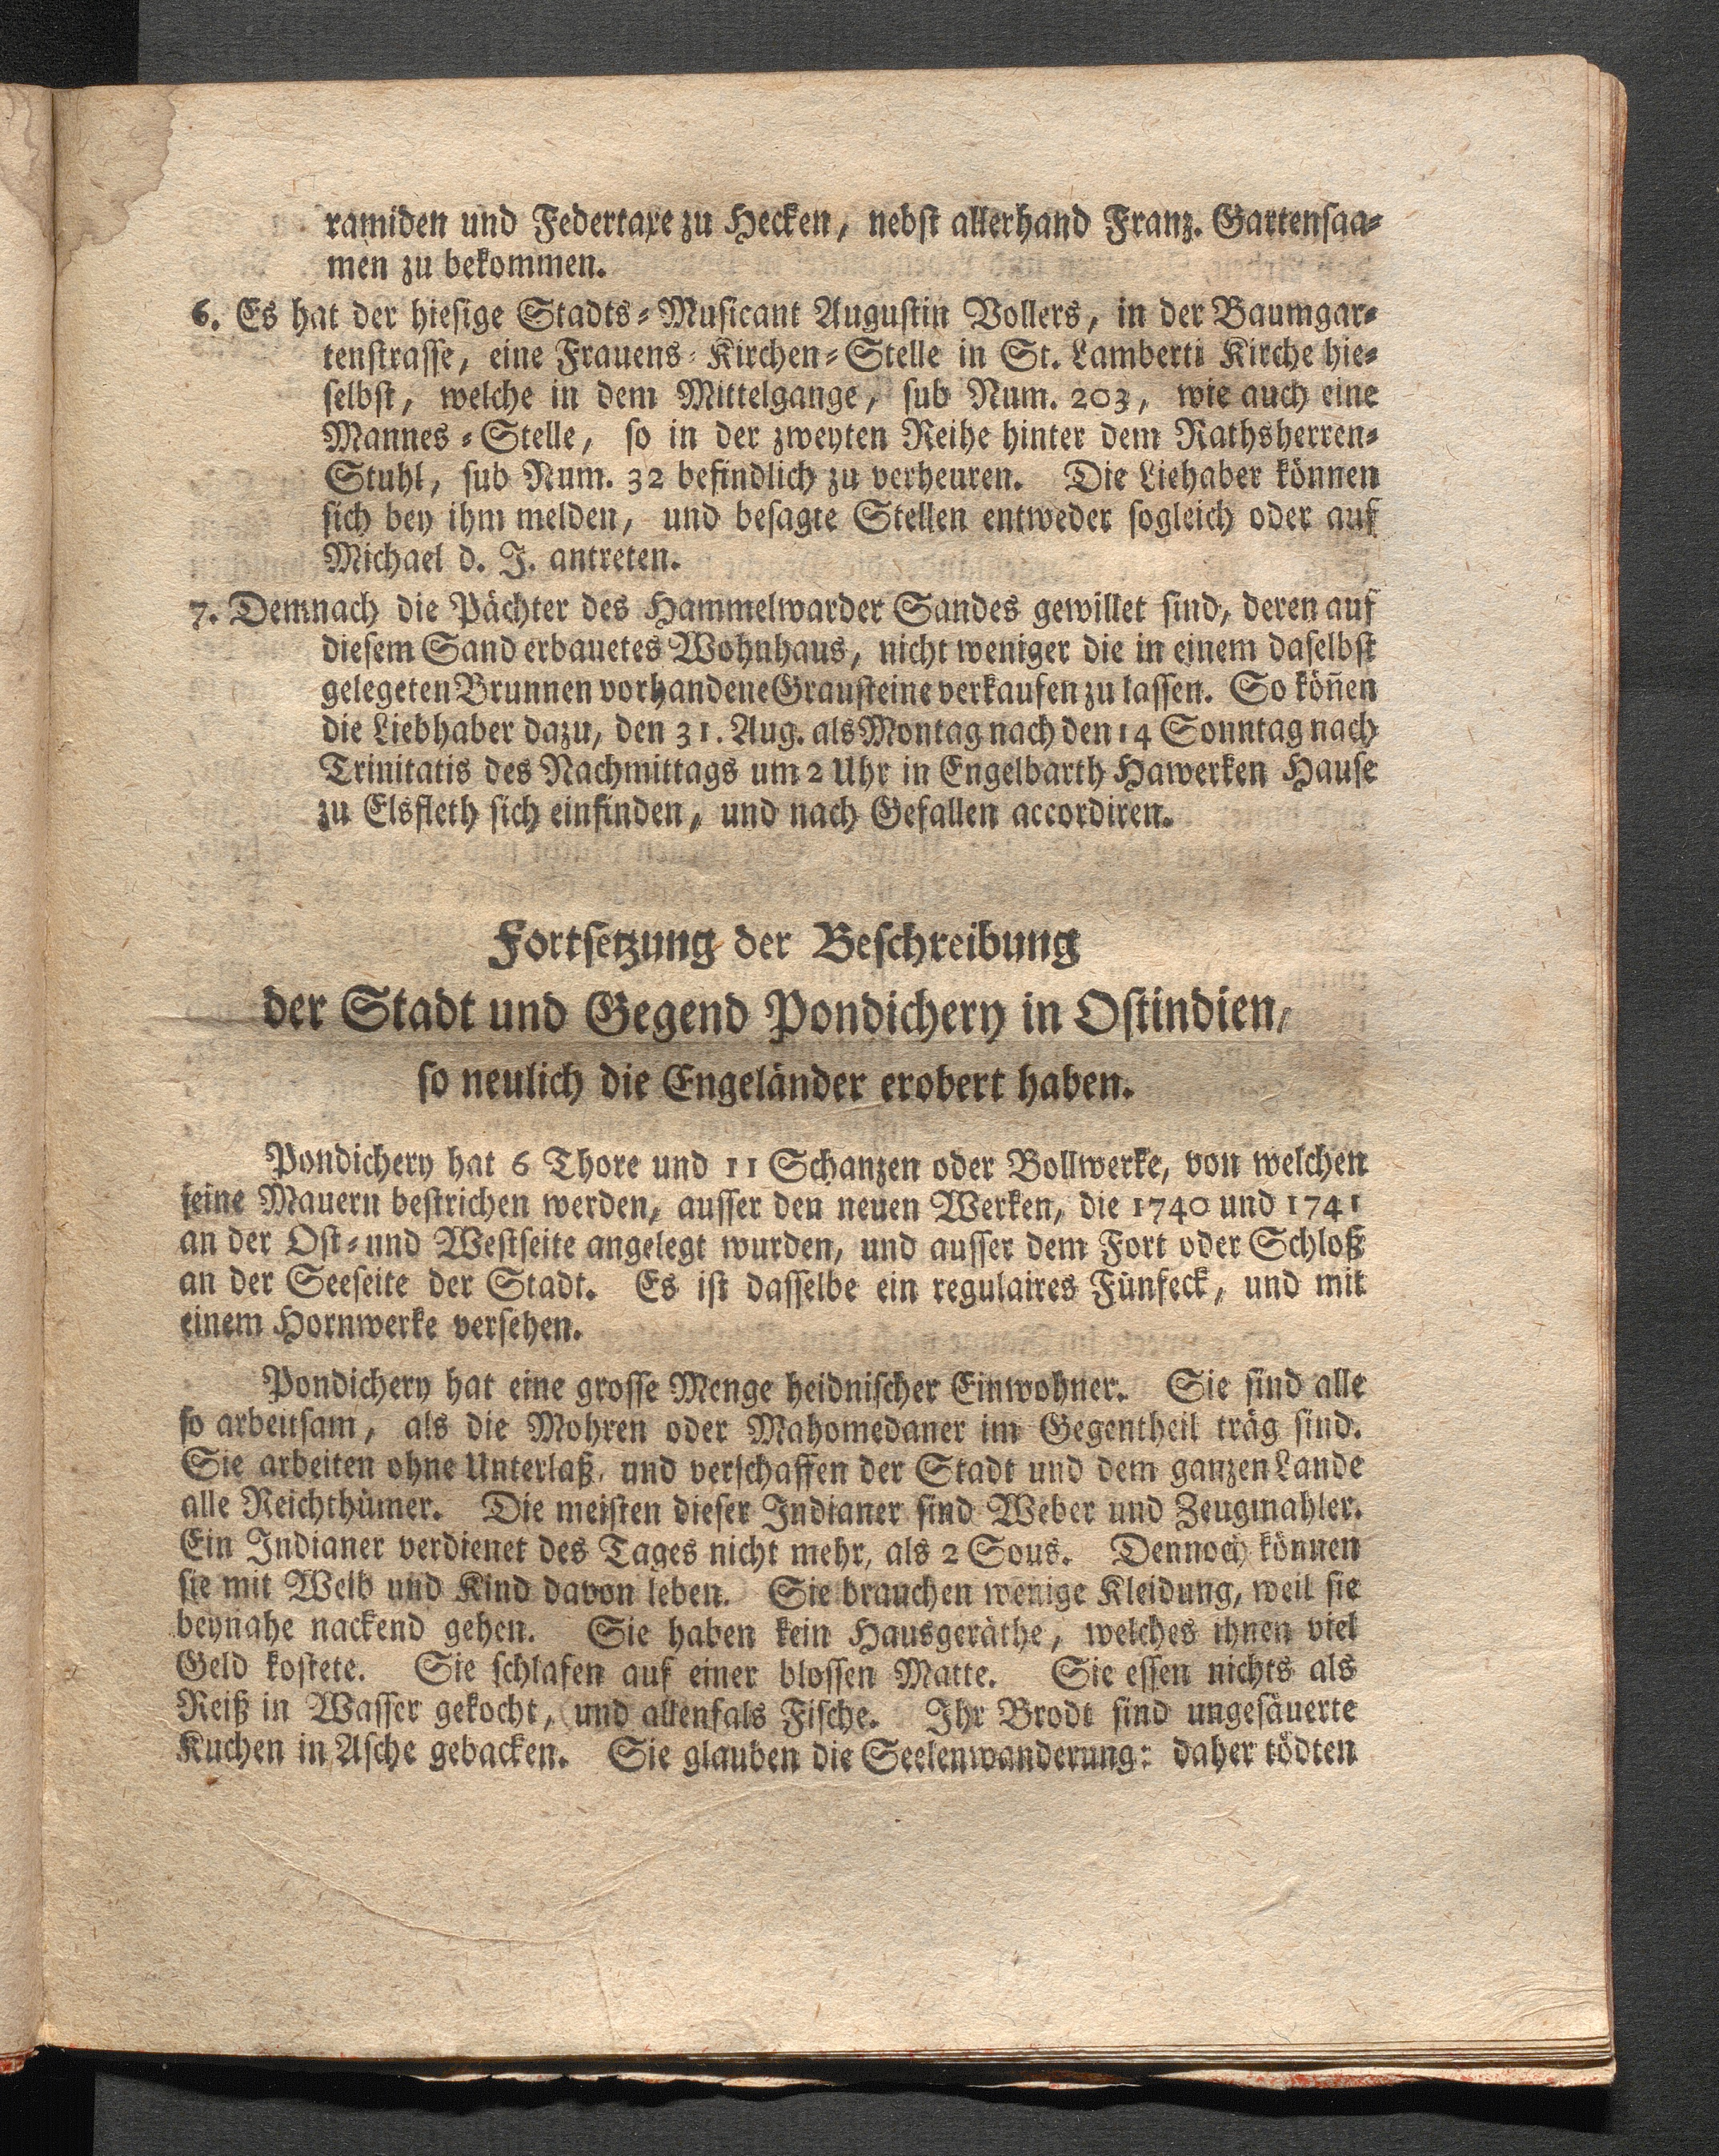 ramiden und Federtaxe zu Hecken, nebst allerhand Franz. Gartensaa-
men zu bekommen.
6. Es hat der hiesige Stadts-Musicant Augustin Vollers, in der Baumgar-
tenstrasse, eine Frauens-Kirchen-Stelle in St. Lamberti Kirche hie-
selbst, welche in dem Mittelgange, sub Num. 203, wie auch eine
Mannes-Stelle, so in der zweyten Reihe hinter dem Rathsherren-
Stuhl, sub Num. 32 befindlich zu verheuren. Die Liehaber können
sich bey ihm melden, und besagte Stellen entweder sogleich oder auf
Michael d. J. antreten.
7. Demnach die Pächter des Hammelwarder Sandes gewillet sind, deren auf
diesem Sand erbauetes Wohnhaus, nicht weniger die in einem daselbst
gelegeten Brunnen vorhandene Grausteine verkaufen zu lassen. So köñen
die Liebhaber dazu, den 31. Aug. als Montag nach den 14 Sonntag nach
Trinitatis des Nachmittags um 2 Uhr in Engelbarth Hawerken Hause
zu Elsfleth sich einfinden, und nach Gefallen accordiren.
Fortsetzung der Beschreibung
der Stadt und Gegend Pondichery in Ostindien,
so neulich die Engeländer erobert haben.
Pondichery hat 6 Thore und 11 Schanzen oder Bollwerke, von welchen
seine Mauern bestrichen werden, ausser den neuen Werken, die 1740 und 1741
an der Ost- und Westseite angelegt wurden, und ausser dem Fort oder Schloß
an der Seeseite der Stadt. Es ist dasselbe ein regulaires Fünfeck, und mit
einem Hornwerke versehen.
Pondichery hat eine grosse Menge heidnischer Einwohner. Sie sind alle
so arbeitsam, als die Mohren oder Mahomedaner im Gegentheil träg sind.
Sie arbeiten ohne Unterlaß, und verschaffen der Stadt und dem ganzen Lande
alle Reichthümer. Die meisten dieser Indianer sind Weber und Zeugmahler.
Ein Indianer verdienet des Tages nicht mehr, als 2 Sous. Dennoch können
sie mit Weib und Kind davon leben. Sie brauchen wenige Kleidung, weil sie
beynahe nackend gehen. Sie haben kein Hausgeräthe, welches ihnen viel
Geld kostete. Sie schlafen auf einer blossen Matte. Sie essen nichts als
Reiß in Wasser gekocht, und allenfals Fische. Ihr Brodt sind ungesäuerte
Kuchen in Asche gebacken. Sie glauben die Seelenwanderung: daher tödten